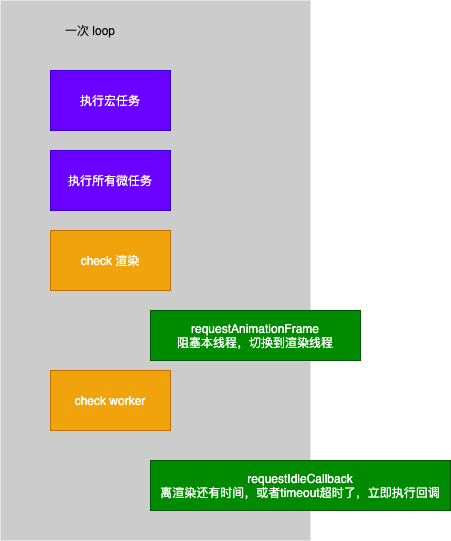 一次 loop
执行宏任务
执行所有微任务
check 渲染
requestAnimationFrame
阻塞本线程，切换到渲染线程
check worker
requestIdleCallback
离渲染还有时间，或者timeout超时了，立即执行回调